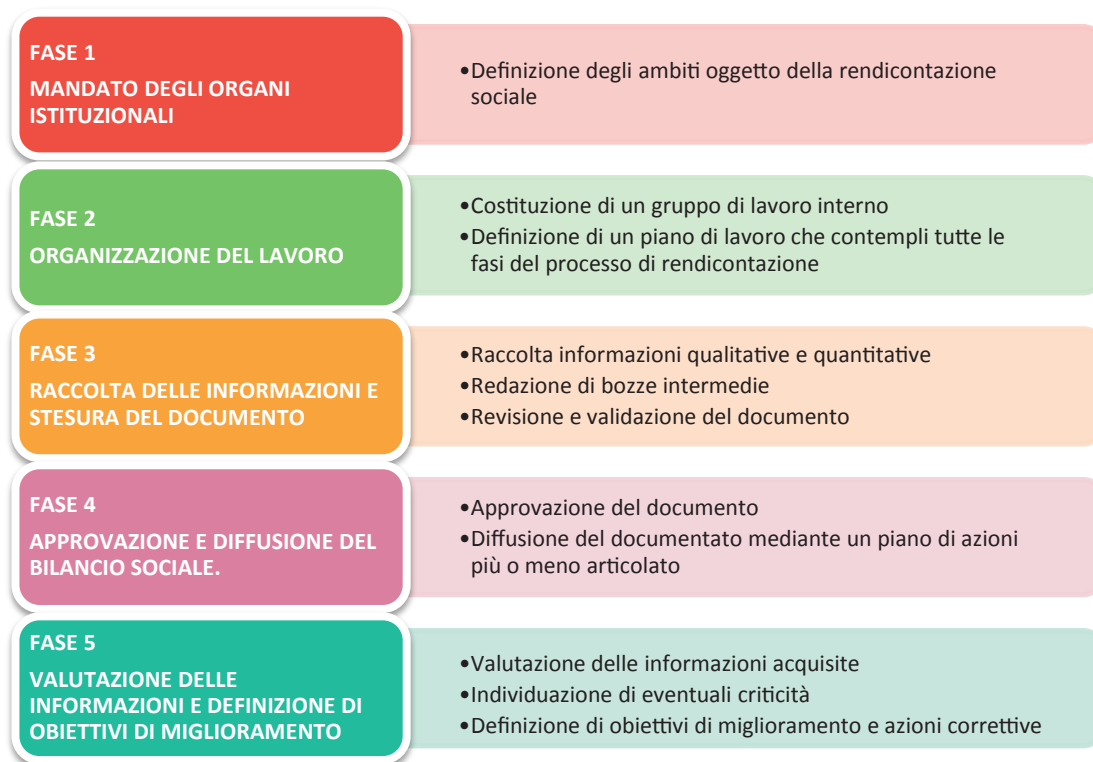 FASE 1
MANDATO DEGLI ORGANI
ISTITUZIONALI
•Definizione degli ambiti oggetto della rendicontazione
sociale
FASE 2
ORGANIZZAZIONE DEL LAVORO
•Costituzione di un gruppo di lavoro interno
•Definizione di un piano di lavoro che contempli tutte le
fasi del processo di rendicontazione
FASE 3
RACCOLTA DELLE INFORMAZIONI E
STESURA DEL DOCUMENTO
•Raccolta informazioni qualitative e quantitative
•Redazione di bozze intermedie
•Revisione e validazione del documento
FASE 4
APPROVAZIONE E DIFFUSIONE DEL
BILANCIO SOCIALE.
•Approvazione del documento
•Diffusione del documentato mediante un piano di azioni
più o meno articolato
FASE 5
VALUTAZIONE DELLE
INFORMAZIONI E DEFINIZIONE DI
OBIETTIVI DI MIGLIORAMENTO
•Valutazione delle informazioni acquisite
•Individuazione di eventuali criticità
•Definizione di obiettivi di miglioramento e azioni correttive